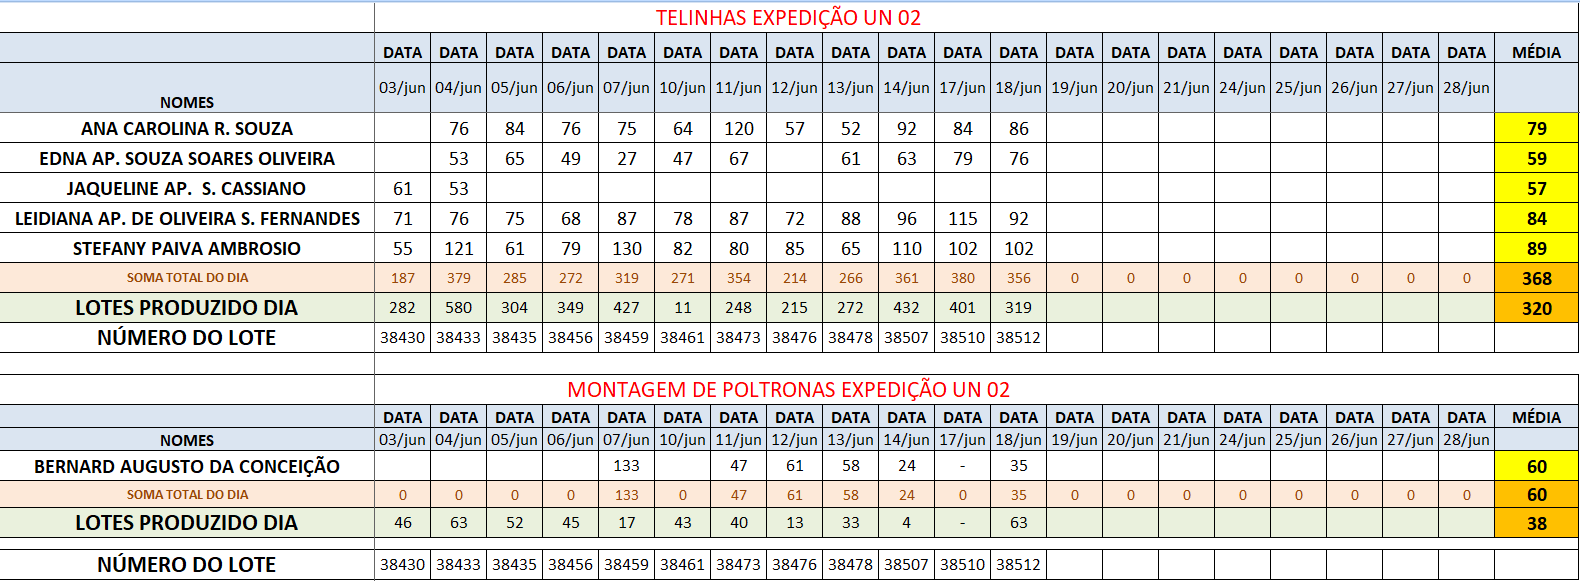 TELINHAS EXPEDIÇÃO UN 02
DATA DATA DATA DATA DATA DATA DATA DATA DATA DATA DATA DATA DATA DATA DATA DATA DATA DATA DATA DATA MÉDIA
NOMES 03/jun 04/jun 05/jun 06/jun 07/jun 10/jun 11/jun 12/jun 13/jun 14/jun 17/jun 18/jun 19/jun 20/jun 21/jun 24/jun 25/jun 26/jun 27/jun 28/jun
ANA CAROLINA R. SOUZA 76 84 76 75 64 120 57 52 92 84 86 79
EDNA AP. SOUZA SOARES OLIVEIRA 53 65 49 27 47 67 61 63 79 76 59
JAQUELINE AP. S. CASSIANO 61 53 57
LEIDIANA AP. DE OLIVEIRA S. FERNANDES 71 76 75 68 87 78 87 72 88 96 115 92 84
STEFANY PAIVA AMBROSIO 55 121 61 79 130 82 80 85 65 110 102 102 89
SOMA TOTAL DO DIA 187 379 285 272 319 271 354 214 266 361 380 356 0 0 0 0 0 0 0 0 368
LOTES PRODUZIDO DIA 282 580 304 349 427 11 248 215 272 432 401 319 320
NÚMERO DO LOTE 38430 38433 38435 38456 38459 38461 38473 38476 38478 38507 38510 38512
MONTAGEM DE POLTRONAS EXPEDIÇÃO UN 02
DATA DATA DATA DATA DATA DATA DATA DATA DATA DATA DATA DATA DATA DATA DATA DATA DATA DATA DATA DATA MÉDIA
NOMES 03/jun 04/jun 05/jun 06/jun 07/jun 10/jun 11/jun 12/jun 13/jun 14/jun 17/jun 18/jun 19/jun 20/jun 21/jun 24/jun 25/jun 26/jun 27/jun 28/jun
BERNARD AUGUSTO DA CONCEIÇÃO 133 47 61 58 24 - 35 60
SOMA TOTAL DO DIA 0 0 0 0 133 0 47 61 58 24 0 35 0 0 0 0 0 0 0 0 60
LOTES PRODUZIDO DIA 46 63 52 45 17 43 40 13 33 4 - 63 38
NÚMERO DO LOTE 38430 38433 38435 38456 38459 38461 38473 38476 38478 38507 38510 38512